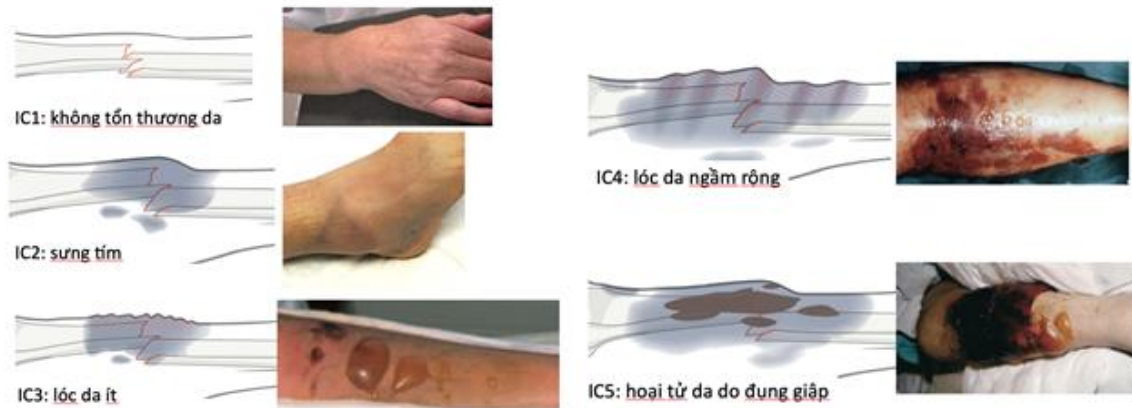 IC1: không tổn thương da
IC2: sưng tím
IC3: lóc da ít
IC4: lóc da ngầm rộng
IC5: hoại tử da do đụng giập